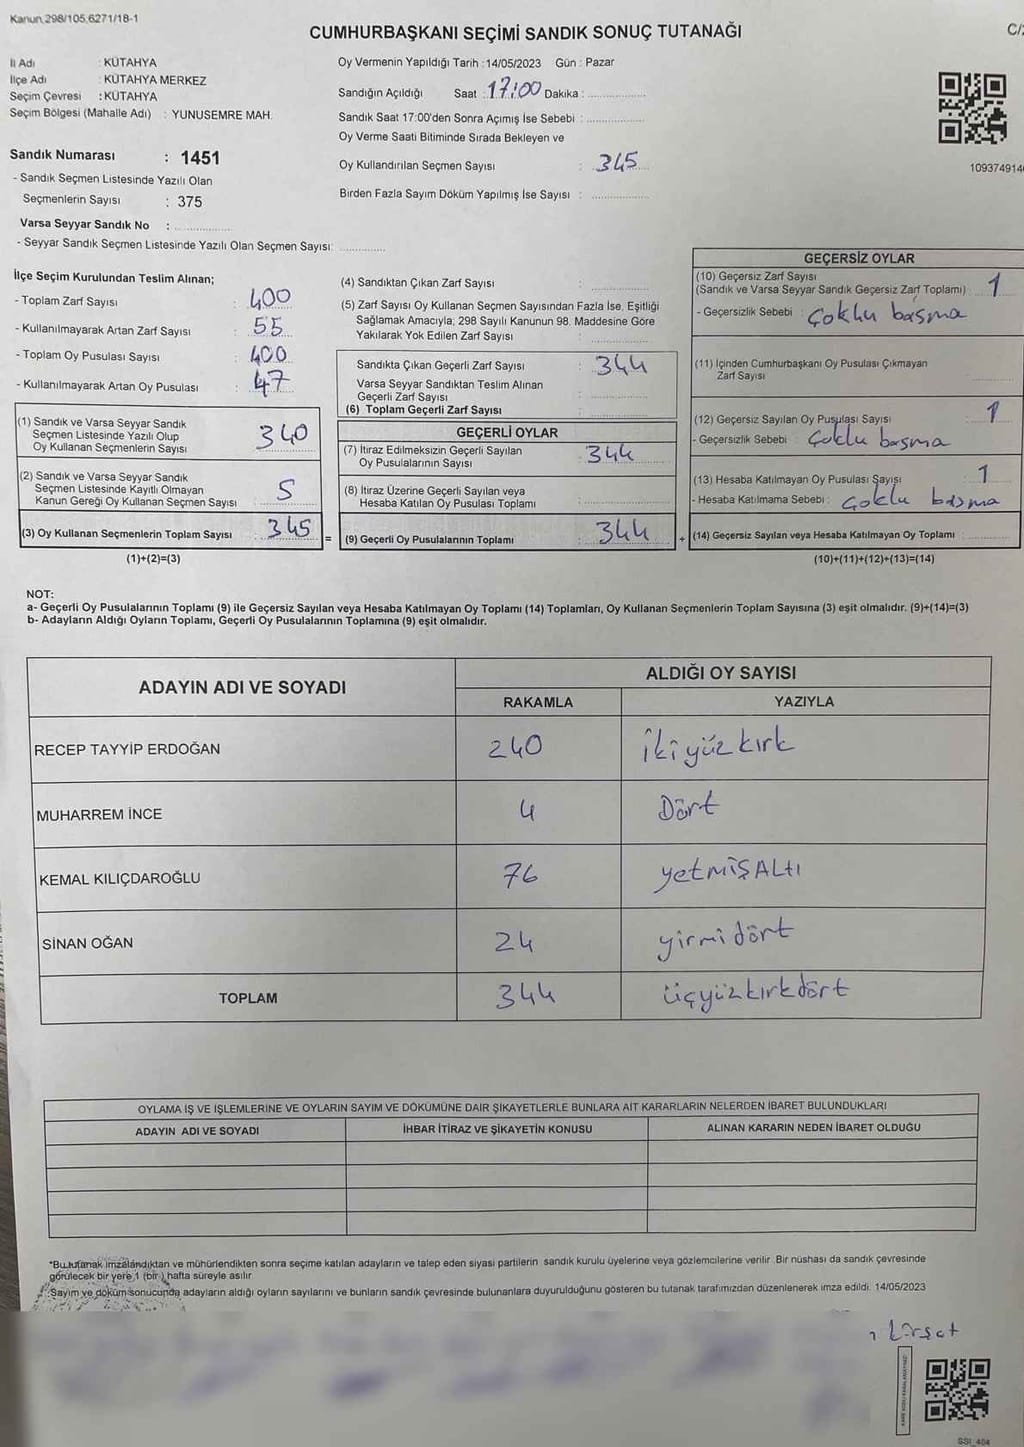 Kanun 298/105,6271/18-1
CUMHURBAŞKANI SEÇİMİ SANDIK SONUÇ TUTANAĞI
İl Adı : KÜTAHYA
İlçe Adı : KÜTAHYA MERKEZ
Seçim Çevresi : KÜTAHYA
Seçim Bölgesi (Mahalle Adı) : YUNUSEMRE MAH.
Sandık Numarası : 1451
- Sandık Seçmen Listesinde Yazılı Olan
Seçmenlerin Sayısı : 375
Varsa Seyyar Sandık No :
- Seyyar Sandık Seçmen Listesinde Yazılı Olan Seçmen Sayısı:
Oy Vermenin Yapıldığı Tarih : 14/05/2023 Gün : Pazar
Sandığın Açıldığı Saat : 17:00 Dakika :
Sandık Saat 17:00'den Sonra Açımış İse Sebebi :
Oy Verme Saati Bitiminde Sırada Bekleyen ve
Oy Kullandırılan Seçmen Sayısı : 345
Birden Fazla Sayım Döküm Yapılmış İse Sayısı :
109374914
İlçe Seçim Kurulundan Teslim Alınan;
- Toplam Zarf Sayısı : 400
- Kullanılmayarak Artan Zarf Sayısı : 55
- Toplam Oy Pusulası Sayısı : 400
- Kullanılmayarak Artan Oy Pusulası : 47
(1) Sandık ve Varsa Seyyar Sandık
Seçmen Listesinde Yazılı Olup
Oy Kullanan Seçmenlerin Sayısı 340
(2) Sandık ve Varsa Seyyar Sandık
Seçmen Listesinde Kayıtlı Olmayan
Kanun Gereği Oy Kullanan Seçmen Sayısı 5
(3) Oy Kullanan Seçmenlerin Toplam Sayısı 345 =
(1)+(2)=(3)
(4) Sandıktan Çıkan Zarf Sayısı :
(5) Zarf Sayısı Oy Kullanan Seçmen Sayısından Fazla İse, Eşitliği
Sağlamak Amacıyla; 298 Sayılı Kanunun 98. Maddesine Göre
Yakılarak Yok Edilen Zarf Sayısı :
Sandıkta Çıkan Geçerli Zarf Sayısı : 344
Varsa Seyyar Sandıktan Teslim Alınan
Geçerli Zarf Sayısı :
(6) Toplam Geçerli Zarf Sayısı :
GEÇERLİ OYLAR
(7) İtiraz Edilmeksizin Geçerli Sayılan
Oy Pusulalarının Sayısı : 344
(8) İtiraz Üzerine Geçerli Sayılan veya
Hesaba Katılan Oy Pusulası Toplamı :
(9) Geçerli Oy Pusulalarının Toplamı : 344 +
GEÇERSİZ OYLAR
(10) Geçersiz Zarf Sayısı
(Sandık ve Varsa Seyyar Sandık Geçersiz Zarf Toplamı) : 1
- Geçersizlik Sebebi : Çoklu basma
(11) İçinden Cumhurbaşkanı Oy Pusulası Çıkmayan
Zarf Sayısı
(12) Geçersiz Sayılan Oy Pusulası Sayısı : 1
- Geçersizlik Sebebi : Çoklu basma
(13) Hesaba Katılmayan Oy Pusulası Sayısı : 1
- Hesaba Katılmama Sebebi : Çoklu basma
(14) Geçersiz Sayılan veya Hesaba Katılmayan Oy Toplamı :
(10)+(11)+(12)+(13)=(14)
NOT:
a- Geçerli Oy Pusulalarının Toplamı (9) ile Geçersiz Sayılan veya Hesaba Katılmayan Oy Toplamı (14) Toplamları, Oy Kullanan Seçmenlerin Toplam Sayısına (3) eşit olmalıdır. (9)+(14)=(3)
b- Adayların Aldığı Oyların Toplamı, Geçerli Oy Pusulalarının Toplamına (9) eşit olmalıdır.
ADAYIN ADI VE SOYADI
ALDIĞI OY SAYISI
RAKAMLA YAZIYLA
RECEP TAYYİP ERDOĞAN 240 İkiyüz kırk
MUHARREM İNCE 4 Dört
KEMAL KILIÇDAROĞLU 76 yetmiş ALtı
SİNAN OĞAN 24 yirmi dört
TOPLAM 344 üçyüz kırkdört
OYLAMA İŞ VE İŞLEMLERİNE VE OYLARIN SAYIM VE DÖKÜMÜNE DAİR ŞİKAYETLERLE BUNLARA AİT KARARLARIN NELERDEN İBARET BULUNDUKLARI
ADAYIN ADI VE SOYADI İHBAR İTİRAZ VE ŞİKAYETİN KONUSU ALINAN KARARIN NEDEN İBARET OLDUĞU
*Bu tutanak imzalandıktan ve mühürlendikten sonra seçime katılan adayların ve talep eden siyasi partilerin sandık kurulu üyelerine veya gözlemcilerine verilir. Bir nüshası da sandık çevresinde
görülecek bir yere 1 (bir ) hafta süreyle asılır.
*Sayım ve döküm sonucunda adayların aldığı oyların sayılarını ve bunların sandık çevresinde bulunanlara duyurulduğunu gösteren bu tutanak tarafımızdan düzenlenerek imza edildi. 14/05/2023